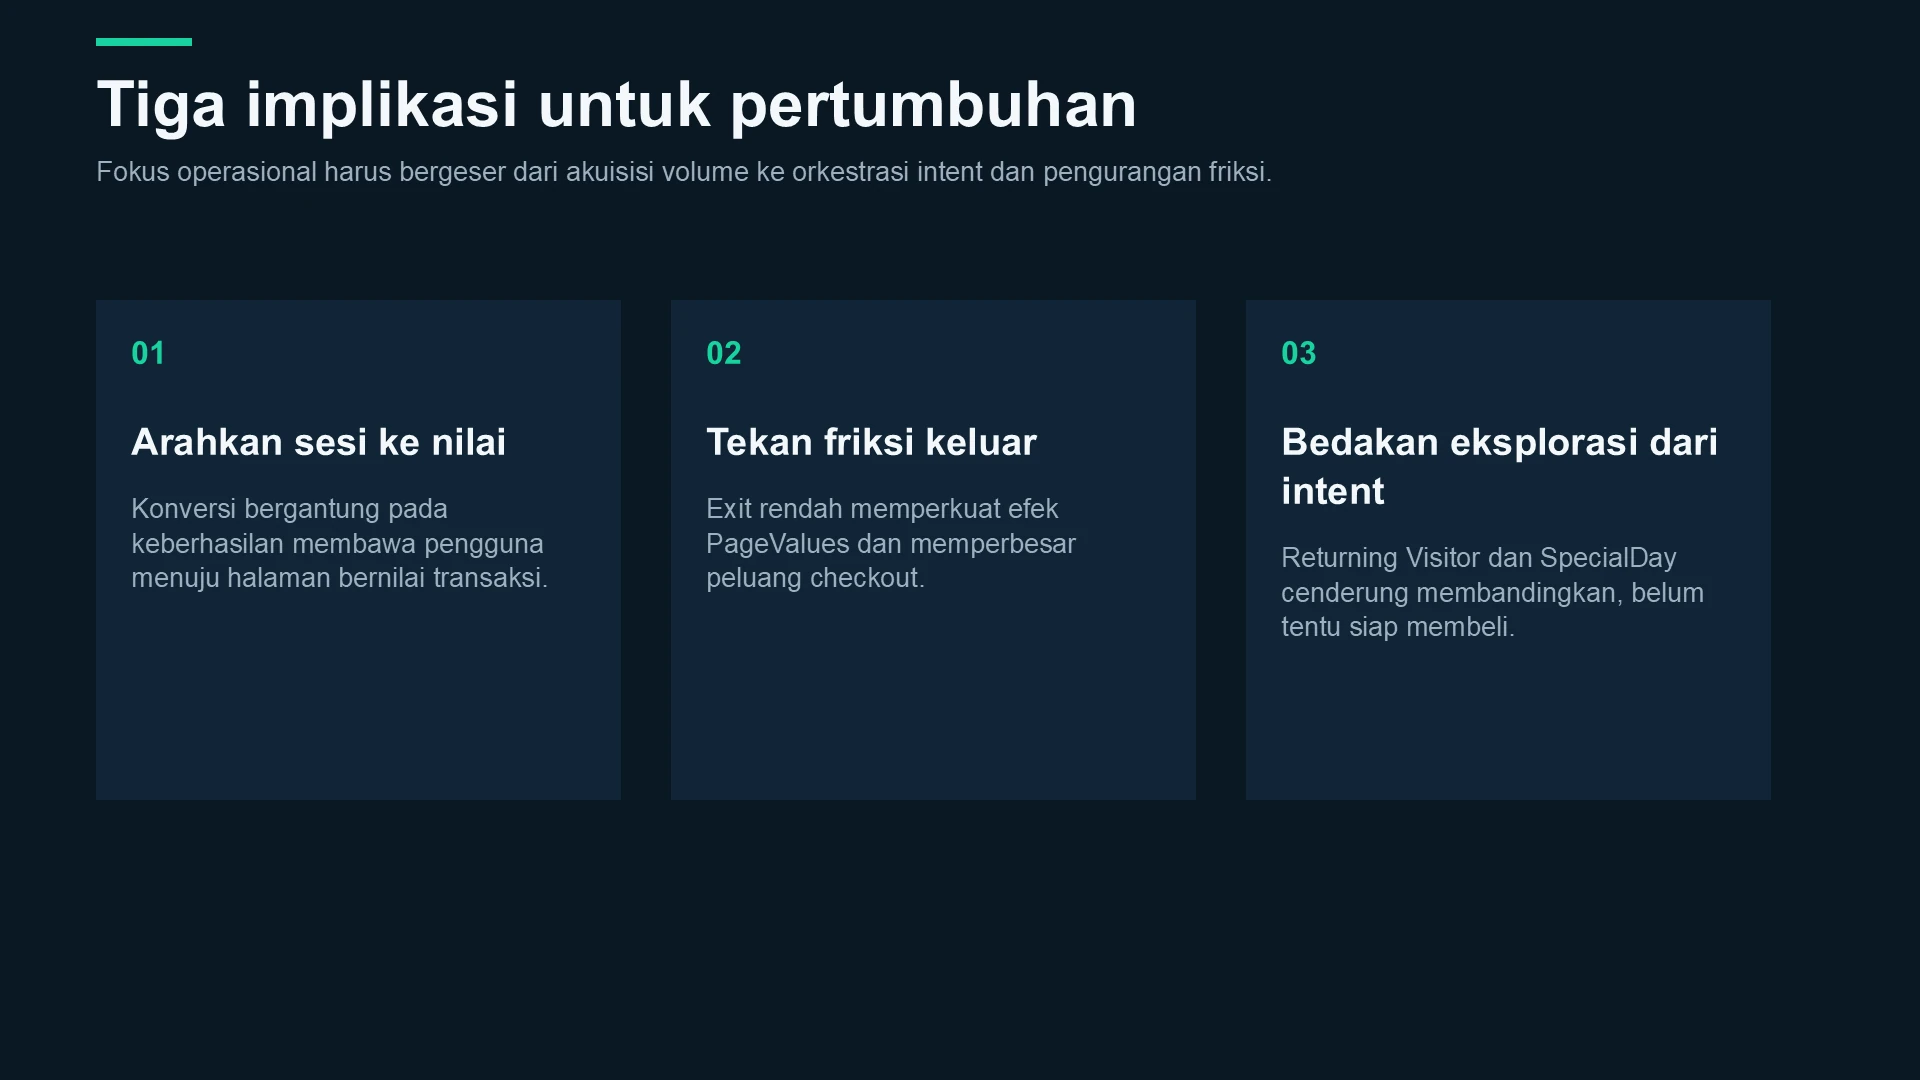 Tiga implikasi untuk pertumbuhan
Fokus operasional harus bergeser dari akuisisi volume ke orkestrasi intent dan pengurangan friksi.
01
Arahkan sesi ke nilai
Konversi bergantung pada
keberhasilan membawa pengguna
menuju halaman bernilai transaksi.
02
Tekan friksi keluar
Exit rendah memperkuat efek
PageValues dan memperbesar
peluang checkout.
03
Bedakan eksplorasi dari
intent
Returning Visitor dan SpecialDay
cenderung membandingkan, belum
tentu siap membeli.